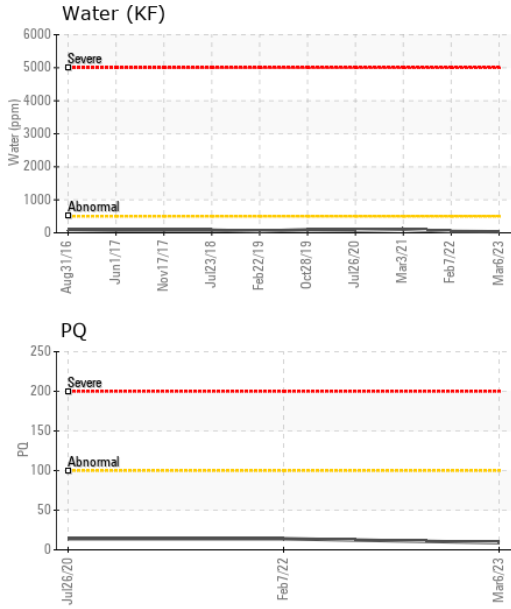 Water (KF)
6000
Severe
5000
4000
3000
2000
1000
Abnormal
0
Water (ppm)
Aug31/16
Jun1/17
Nov17/17
Jul23/18
Feb22/19
Oct28/19
Jul26/20
Mar3/21
Feb7/22
Mar6/23
PQ
250
Severe
200
150
Abnormal
100
50
0
PQ
Jul26/20
Feb7/22
Mar6/23